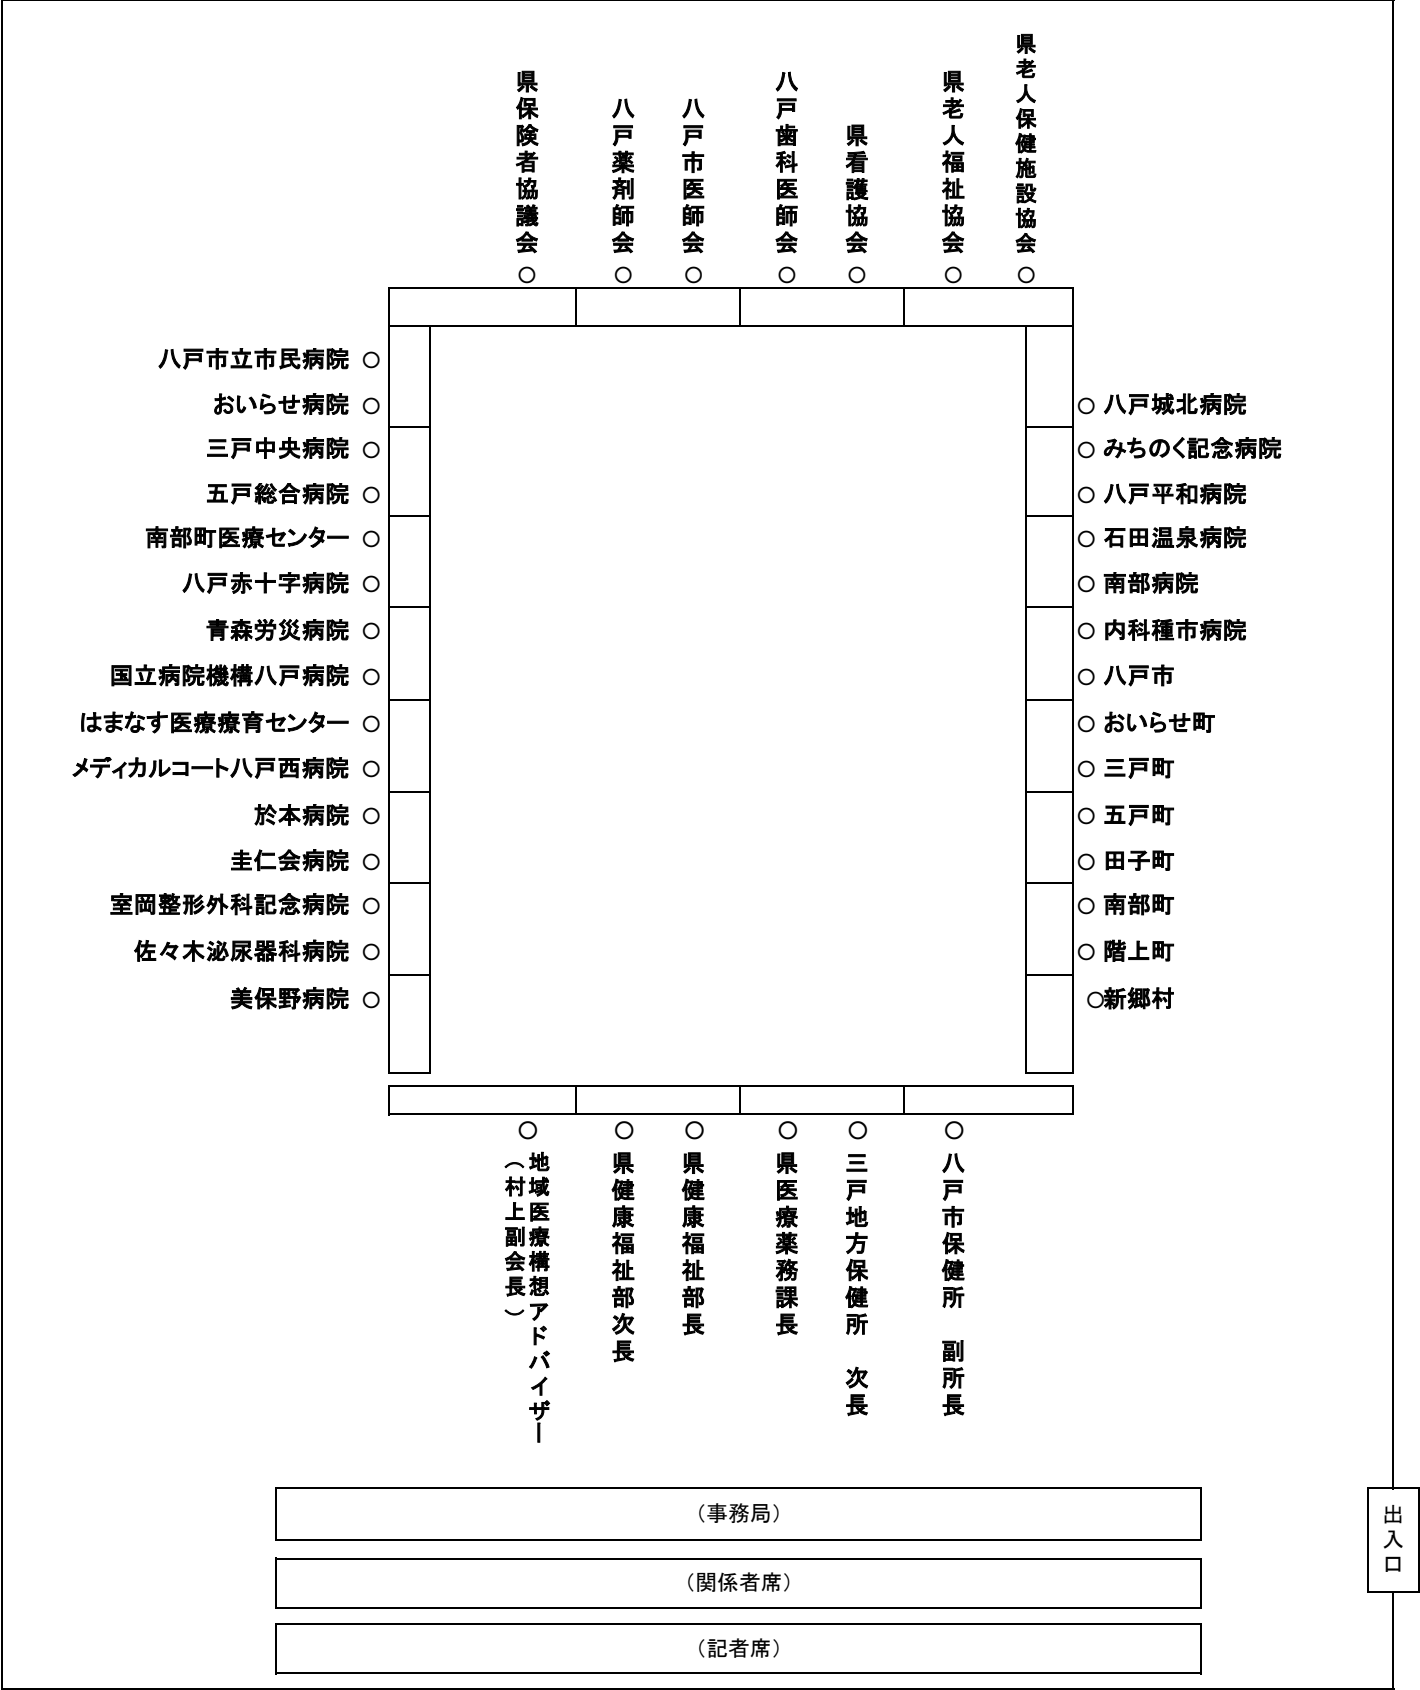 県保険者協議会
八戸薬剤師会
八戸市医師会
八戸歯科医師会
県看護協会
県老人福祉協会
県老人保健施設協会
○ ○ ○ ○ ○ ○ ○
八戸市立市民病院 ○
おいらせ病院 ○
三戸中央病院 ○
五戸総合病院 ○
南部町医療センター ○
八戸赤十字病院 ○
青森労災病院 ○
国立病院機構八戸病院 ○
はまなす医療療育センター ○
メディカルコート八戸西病院 ○
於本病院 ○
圭仁会病院 ○
室岡整形外科記念病院 ○
佐々木泌尿器科病院 ○
美保野病院 ○
○ 八戸城北病院
○ みちのく記念病院
○ 八戸平和病院
○ 石田温泉病院
○ 南部病院
○ 内科種市病院
○ 八戸市
○ おいらせ町
○ 三戸町
○ 五戸町
○ 田子町
○ 南部町
○ 階上町
○新郷村
○ ○ ○ ○ ○ ○
地域医療構想アドバイザー
（村上副会長）
県健康福祉部次長
県健康福祉部長
県医療薬務課長
三戸地方保健所　次長
八戸市保健所　副所長
（事務局）
（関係者席）
（記者席）
出入口